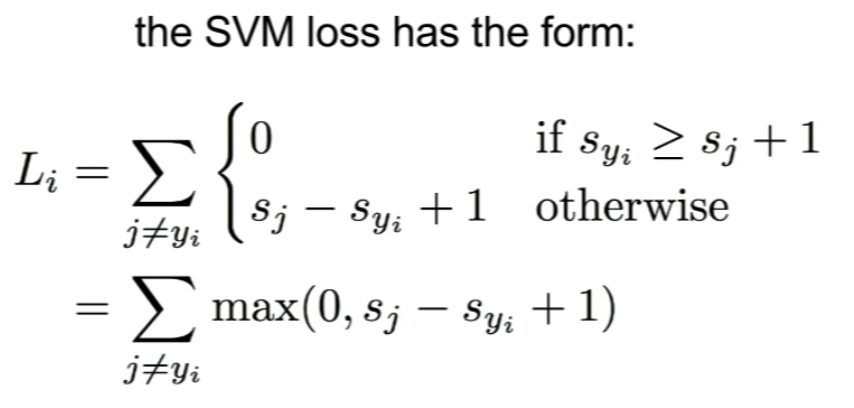 the SVM loss has the form:
$L_i = \sum_{j \neq y_i} \begin{cases} 0 & \text{if } s_{y_i} \geq s_j + 1 \\ s_j - s_{y_i} + 1 & \text{otherwise} \end{cases}$
$= \sum_{j \neq y_i} \max(0, s_j - s_{y_i} + 1)$